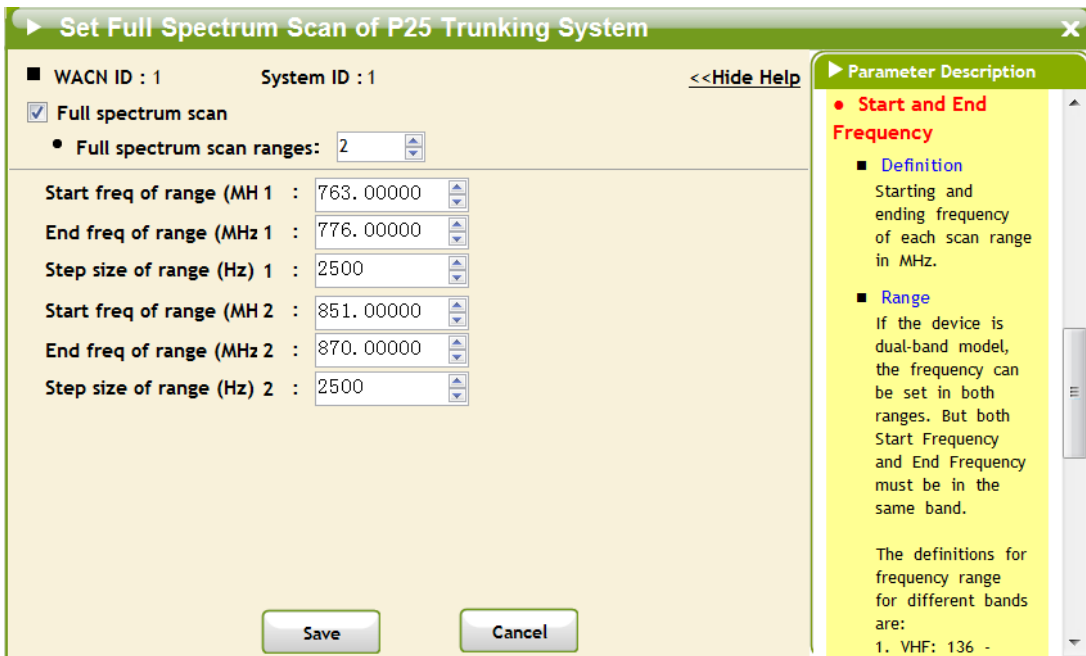 Set Full Spectrum Scan of P25 Trunking System
WACN ID : 1 System ID : 1 <<Hide Help
Full spectrum scan
Full spectrum scan ranges: 2
Start freq of range (MH 1 : 763.00000
End freq of range (MHz 1 : 776.00000
Step size of range (Hz) 1 : 2500
Start freq of range (MH 2 : 851.00000
End freq of range (MHz 2 : 870.00000
Step size of range (Hz) 2 : 2500
Save Cancel
Parameter Description
Start and End
Frequency
Definition
Starting and
ending frequency
of each scan range
in MHz.
Range
If the device is
dual-band model,
the frequency can
be set in both
ranges. But both
Start Frequency
and End Frequency
must be in the
same band.
The definitions for
frequency range
for different bands
are:
1. VHF: 136 -